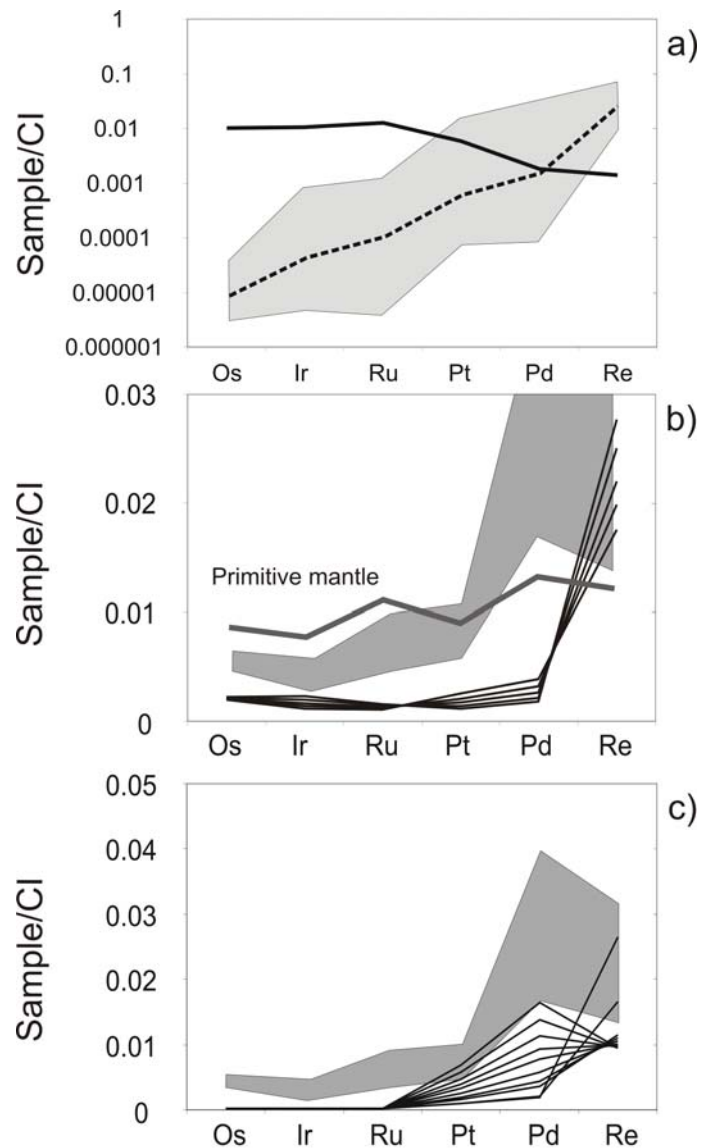 1
a)
0.1
0.01
0.001
0.0001
0.00001
0.000001
Sample/CI
Os Ir Ru Pt Pd Re
0.03
b)
0.02
Primitive mantle
0.01
0
Sample/CI
Os Ir Ru Pt Pd Re
0.05
c)
0.04
0.03
0.02
0.01
0
Sample/CI
Os Ir Ru Pt Pd Re